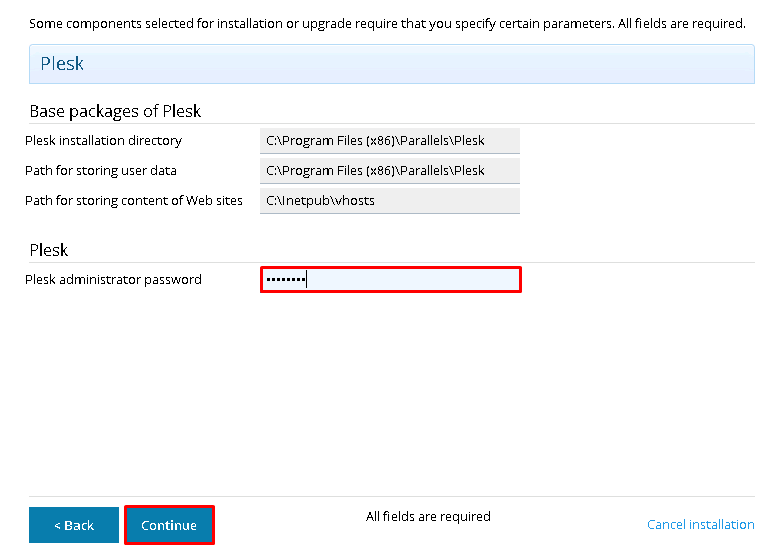 Some components selected for installation or upgrade require that you specify certain parameters. All fields are required.
Plesk
Base packages of Plesk
Plesk installation directory C:\Program Files (x86)\Parallels\Plesk
Path for storing user data C:\Program Files (x86)\Parallels\Plesk
Path for storing content of Web sites C:\Inetpub\vhosts
Plesk
Plesk administrator password ••••••••
< Back Continue All fields are required Cancel installation